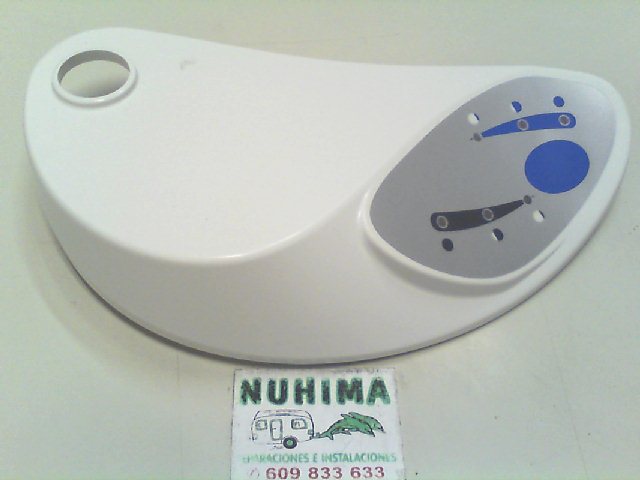 NUHIMA
REPARACIONES E INSTALACIONES
609 833 633